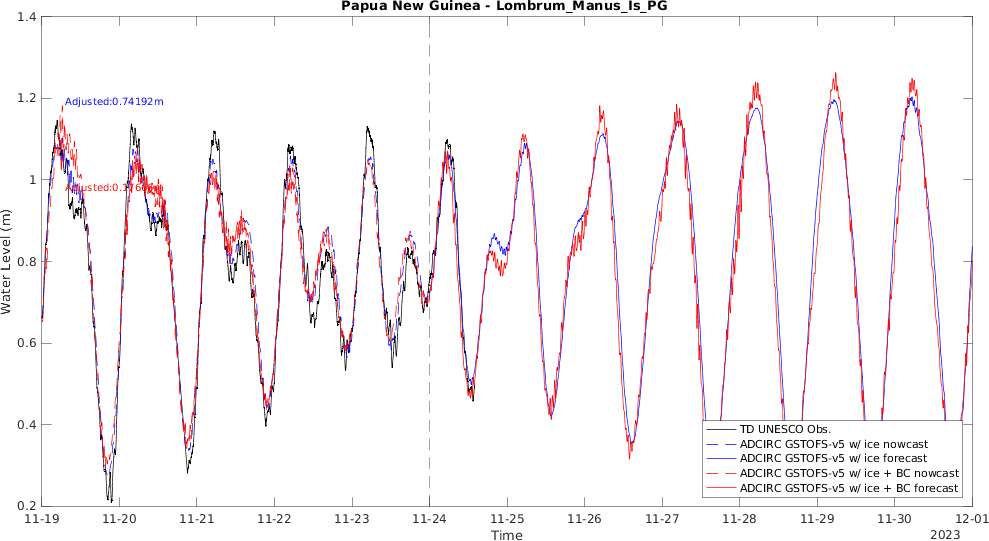 Papua New Guinea - Lombrum_Manus_Is_PG
1.4
1.2
1
0.8
0.6
0.4
0.2
Water Level (m)
Adjusted:0.74192m
TD UNESCO Obs.
ADCIRC GSTOFS-v5 w/ ice nowcast
ADCIRC GSTOFS-v5 w/ ice forecast
ADCIRC GSTOFS-v5 w/ ice + BC nowcast
ADCIRC GSTOFS-v5 w/ ice + BC forecast
11-19 11-20 11-21 11-22 11-23 11-24 11-25 11-26 11-27 11-28 11-29 11-30 12-01
Time
2023